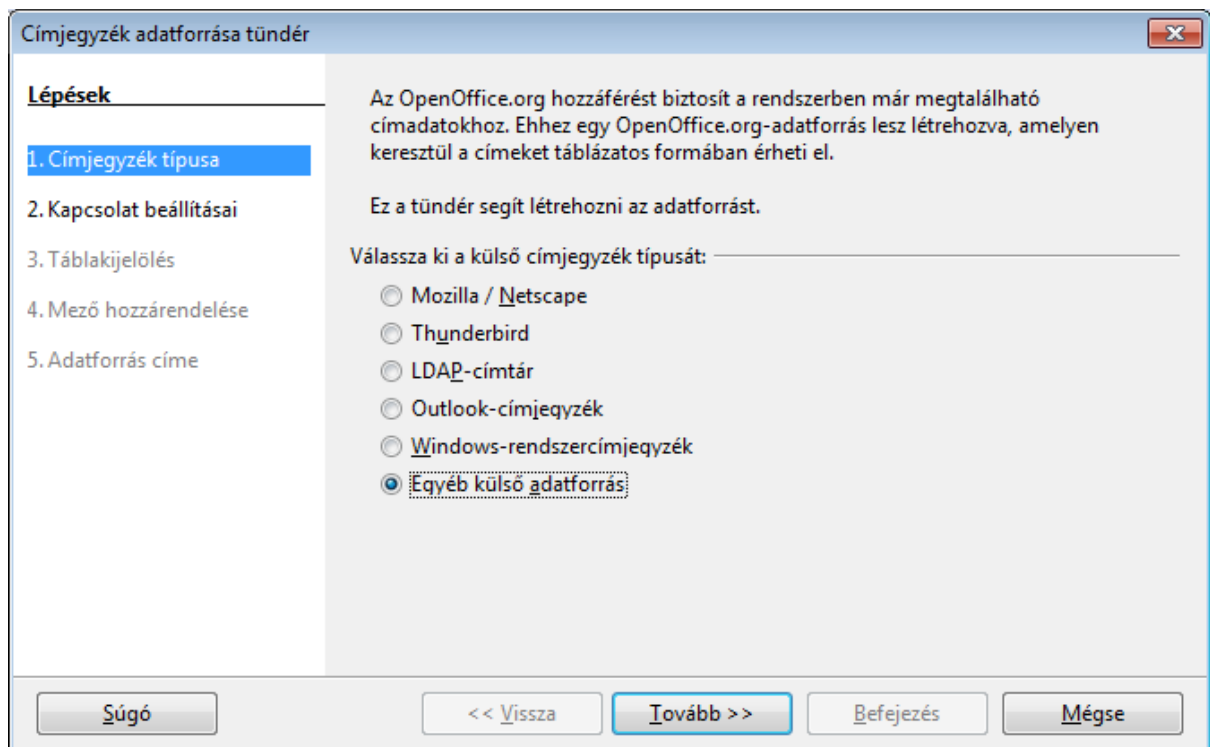 Címjegyzék adatforrása tündér
Lépések
1. Címjegyzék típusa
2. Kapcsolat beállításai
3. Táblakijelölés
4. Mező hozzárendelése
5. Adatforrás címe
Az OpenOffice.org hozzáférést biztosít a rendszerben már megtalálható
címadatokhoz. Ehhez egy OpenOffice.org-adatforrás lesz létrehozva, amelyen
keresztül a címeket táblázatos formában érheti el.
Ez a tündér segít létrehozni az adatforrást.
Válassza ki a külső címjegyzék típusát:
Mozilla / Netscape
Thunderbird
LDAP-címtár
Outlook-címjegyzék
Windows-rendszercímjegyzék
Egyéb külső adatforrás
Súgó
<< Vissza
Tovább >>
Befejezés
Mégse